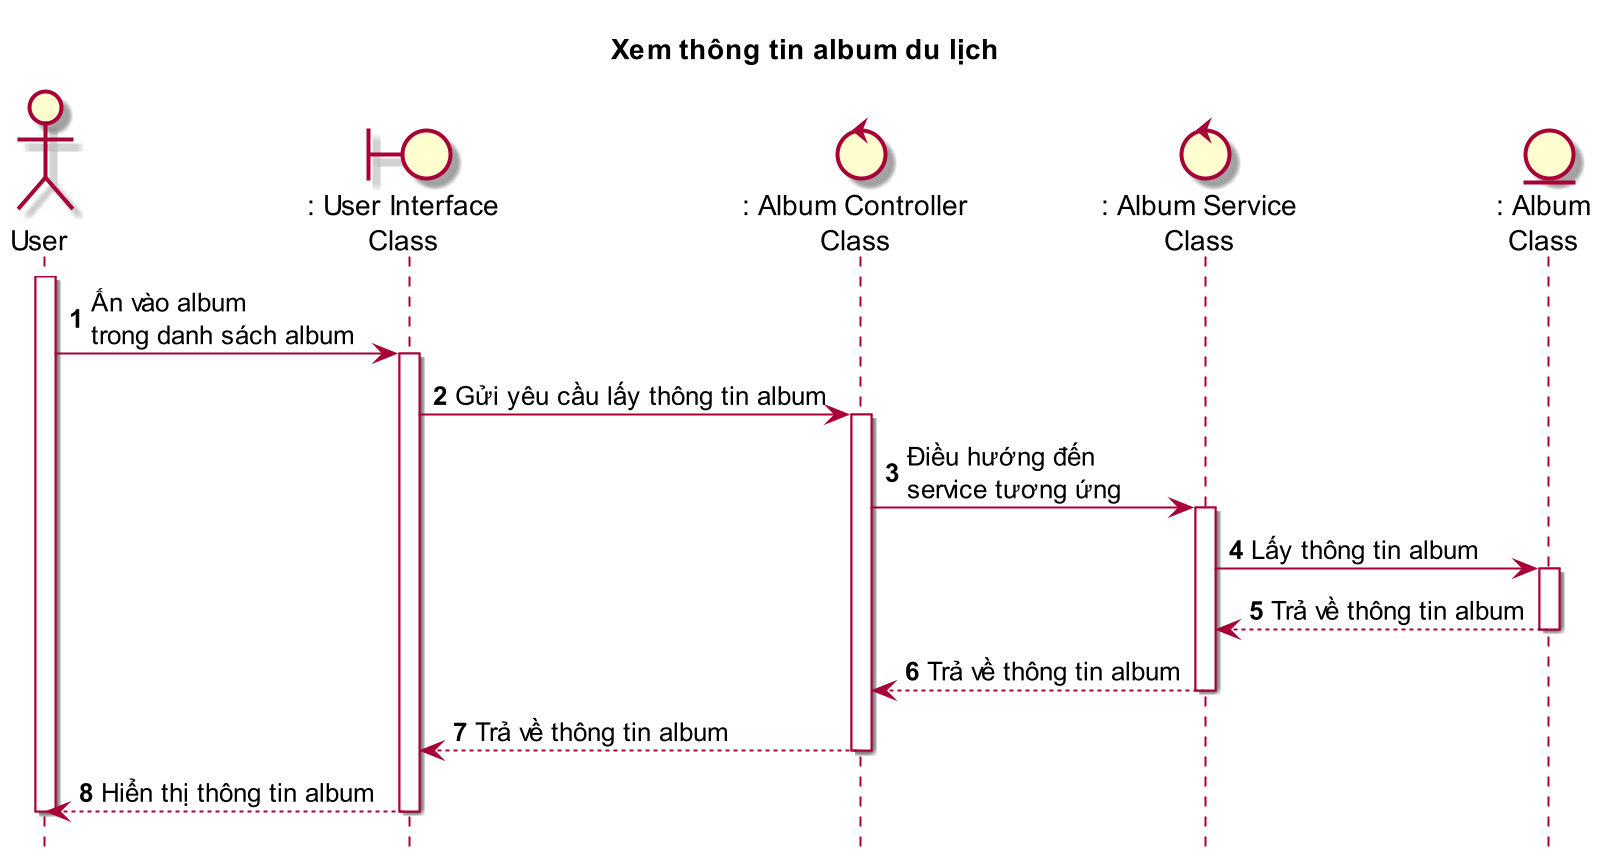 Xem thông tin album du lịch
User
: User Interface
Class
: Album Controller
Class
: Album Service
Class
: Album
Class
1 Ấn vào album
trong danh sách album
2 Gửi yêu cầu lấy thông tin album
3 Điều hướng đến
service tương ứng
4 Lấy thông tin album
5 Trả về thông tin album
6 Trả về thông tin album
7 Trả về thông tin album
8 Hiển thị thông tin album